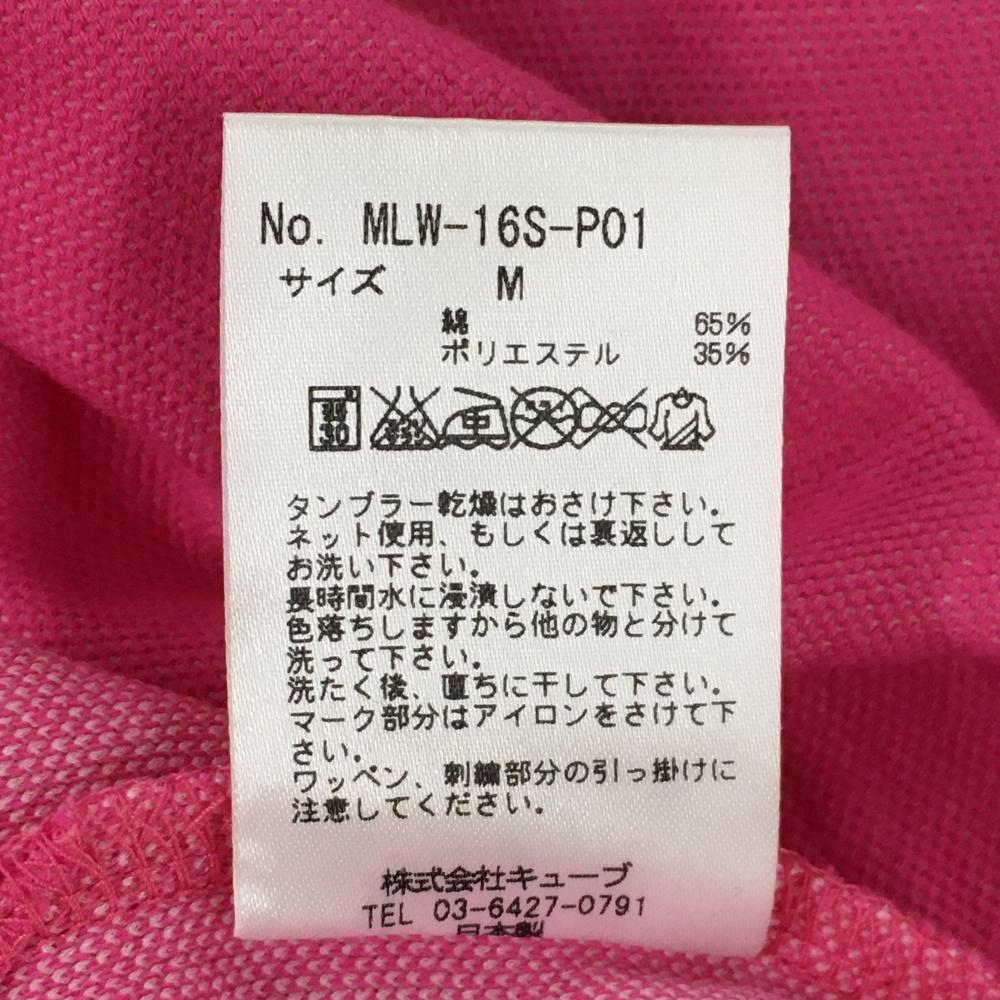 No. MLW-16S-P01
サイズ M
綿 65%
ポリエステル 35%
30 中
タンブラー乾燥はおさけ下さい。
ネット使用、もしくは裏返しして
お洗い下さい。
長時間水に浸漬しないで下さい。
色落ちしますから他の物と分けて
洗って下さい。
洗たく後、直ちに干して下さい。
マーク部分はアイロンをさけて下
さい。
ワッペン、刺繍部分の引っ掛けに
注意してください。
株式会社キューブ
TEL 03-6427-0791
日本製